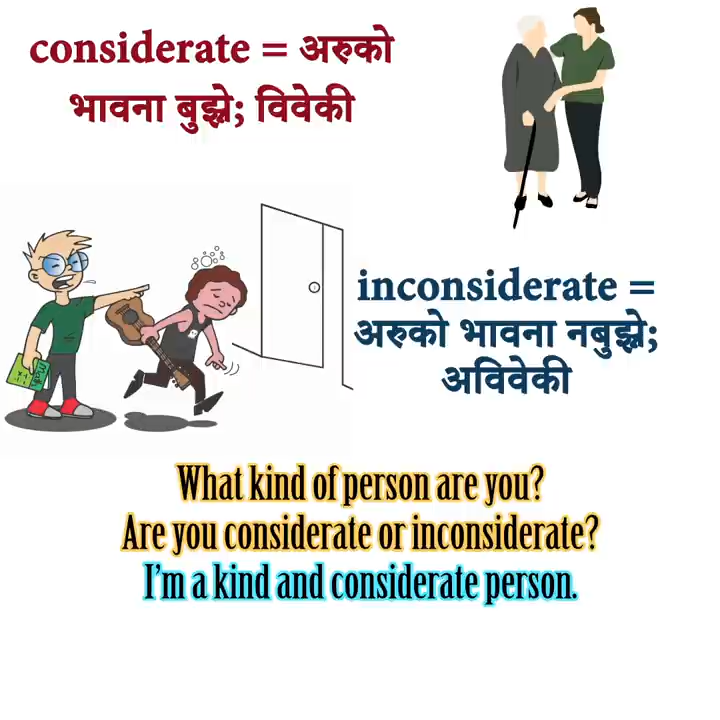 considerate = अरुको
भावना बुझ्ने; विवेकी
inconsiderate =
अरुको भावना नबुझ्ने;
अविवेकी
What kind of person are you?
Are you considerate or inconsiderate?
I'm a kind and considerate person.